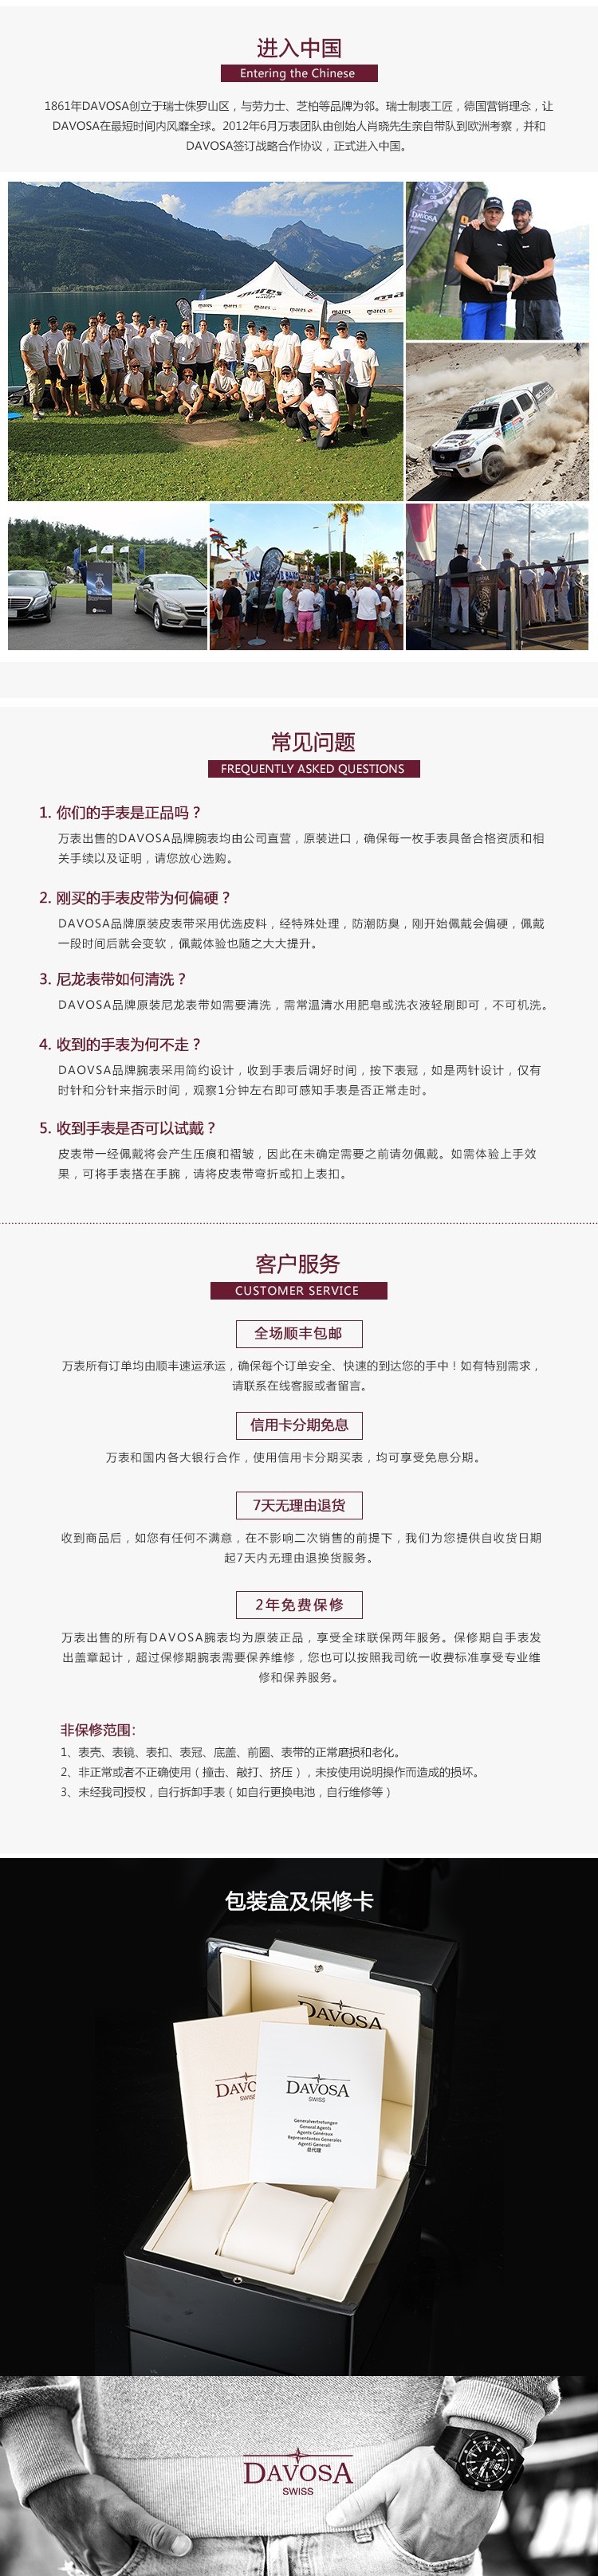 进入中国
Entering the Chinese
1861年DAVOSA创立于瑞士侏罗山区，与劳力士、芝柏等品牌为邻。瑞士制表工匠，德国营销理念，让
DAVOSA在最短时间内风靡全球。2012年6月万表团队由创始人肖晓先生亲自带队到欧洲考察，并和
DAVOSA签订战略合作协议，正式进入中国。
DAVOSA
mares
mares
mares
mares
常见问题
FREQUENTLY ASKED QUESTIONS
1. 你们的手表是正品吗？
万表出售的DAVOSA品牌腕表均由公司直营，原装进口，确保每一枚手表具备合格资质和相
关手续以及证明，请您放心选购。
2. 刚买的手表皮带为何偏硬？
DAVOSA品牌原装皮表带采用优选皮料，经特殊处理，防潮防臭，刚开始佩戴会偏硬，佩戴
一段时间后就会变软，佩戴体验也随之大大提升。
3. 尼龙表带如何清洗？
DAVOSA品牌原装尼龙表带如需要清洗，需常温清水用肥皂或洗衣液轻刷即可，不可机洗。
4. 收到的手表为何不走？
DAOVSA品牌腕表采用简约设计，收到手表后调好时间，按下表冠，如是两针设计，仅有
时针和分针来指示时间，观察1分钟左右即可感知手表是否正常走时。
5. 收到手表是否可以试戴？
皮表带一经佩戴将会产生压痕和褶皱，因此在未确定需要之前请勿佩戴。如需体验上手效
果，可将手表搭在手腕，请将皮表带弯折或扣上表扣。
客户服务
CUSTOMER SERVICE
全场顺丰包邮
万表所有订单均由顺丰速运承运，确保每个订单安全、快速的到达您的手中！如有特别需求，
请联系在线客服或者留言。
信用卡分期免息
万表和国内各大银行合作，使用信用卡分期买表，均可享受免息分期。
7天无理由退货
收到商品后，如您有任何不满意，在不影响二次销售的前提下，我们为您提供自收货日期
起7天内无理由退换货服务。
2年免费保修
万表出售的所有DAVOSA腕表均为原装正品，享受全球联保两年服务。保修期自手表发
出盖章起计，超过保修期腕表需要保养维修，您也可以按照我司统一收费标准享受专业维
修和保养服务。
非保修范围：
1、表壳、表镜、表扣、表冠、底盖、前圈、表带的正常磨损和老化。
2、非正常或者不正确使用（撞击、敲打、挤压），未按使用说明操作而造成的损坏。
3、未经我司授权，自行拆卸手表（如自行更换电池，自行维修等）
包装盒及保修卡
DAVOSA
DAVOSA
SWISS
Generalvertretungen
General Agents
Agents Généraux
Representantes Generales
Agenti Generali
总代理
DAVOSA
SWISS